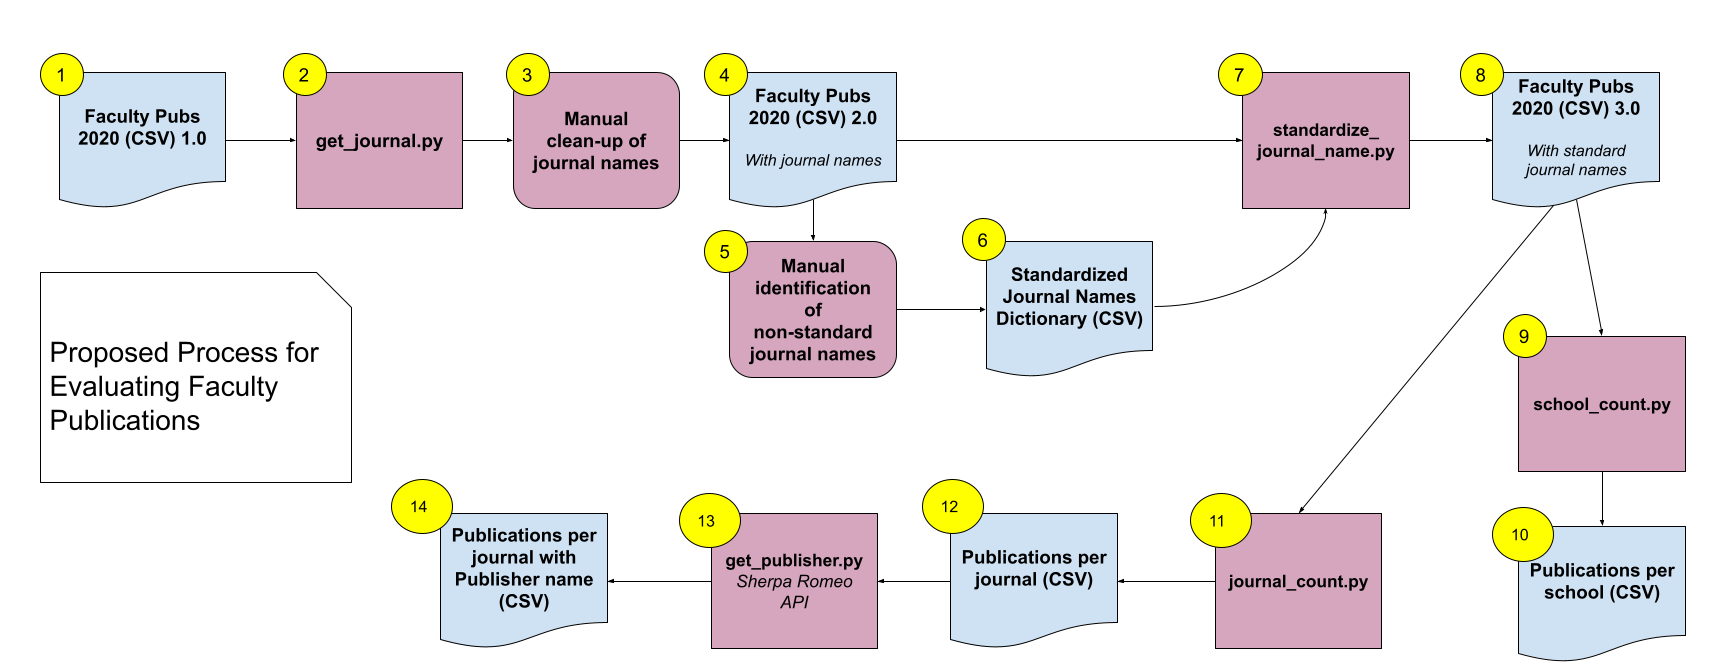 1
Faculty Pubs
2020 (CSV) 1.0
2
get_journal.py
3
Manual
clean-up of
journal names
4
Faculty Pubs
2020 (CSV) 2.0
With journal names
5
Manual
identification
of
non-standard
journal names
6
Standardized
Journal Names
Dictionary (CSV)
7
standardize_
journal_name.py
8
Faculty Pubs
2020 (CSV) 3.0
With standard
journal names
Proposed Process for
Evaluating Faculty
Publications
9
school_count.py
10
Publications per
school (CSV)
11
journal_count.py
12
Publications per
journal (CSV)
13
get_publisher.py
Sherpa Romeo
API
14
Publications per
journal with
Publisher name
(CSV)